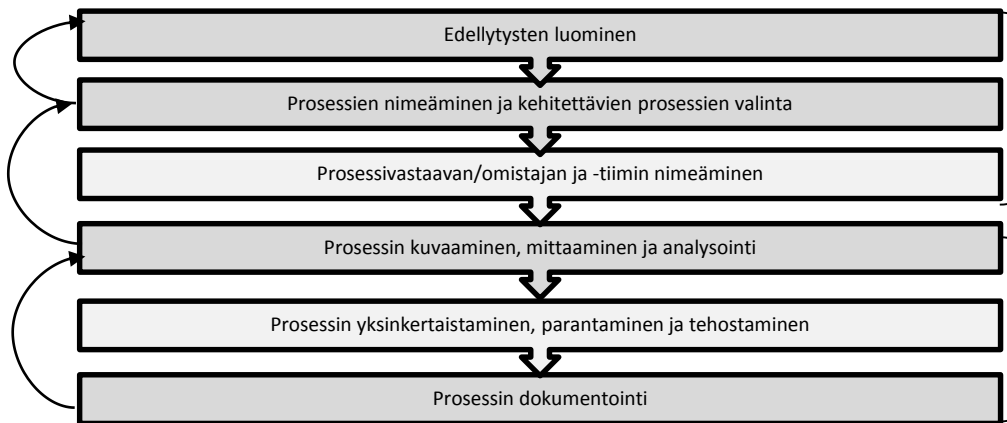 Edellytysten luominen
Prosessien nimeäminen ja kehitettävien prosessien valinta
Prosessivastaavan/omistajan ja -tiimin nimeäminen
Prosessin kuvaaminen, mittaaminen ja analysointi
Prosessin yksinkertaistaminen, parantaminen ja tehostaminen
Prosessin dokumentointi